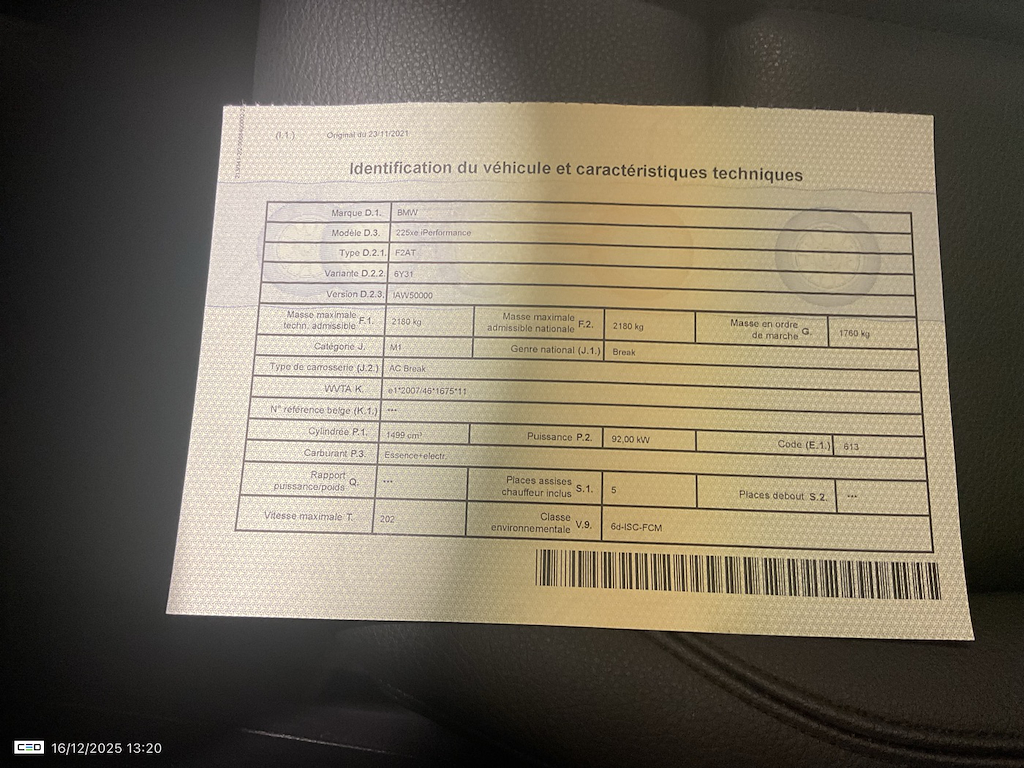 (I.1.) Original du 23/11/2021
Identification du véhicule et caractéristiques techniques
Marque D.1. BMW
Modèle D.3. 225xe iPerformance
Type D.2.1. F2AT
Variante D.2.2. 6Y31
Version D.2.3. IAW50000
Masse maximale techn. admissible F.1. 2180 kg Masse maximale admissible nationale F.2. 2180 kg Masse en ordre de marche G. 1760 kg
Catégorie J. M1 Genre national (J.1.) Break
Type de carrosserie (J.2.) AC Break
WVTA K. e1*2007/46*1675*11
N° référence belge (K.1.) ***
Cylindrée P.1. 1499 cm³ Puissance P.2. 92,00 kW Code (E.1.) 613
Carburant P.3. Essence+electr.
Rapport puissance/poids Q. *** Places assises chauffeur inclus S.1. 5 Places debout S.2. ***
Vitesse maximale T. 202 Classe environnementale V.9. 6d-ISC-FCM
CEO 16/12/2025 13:20